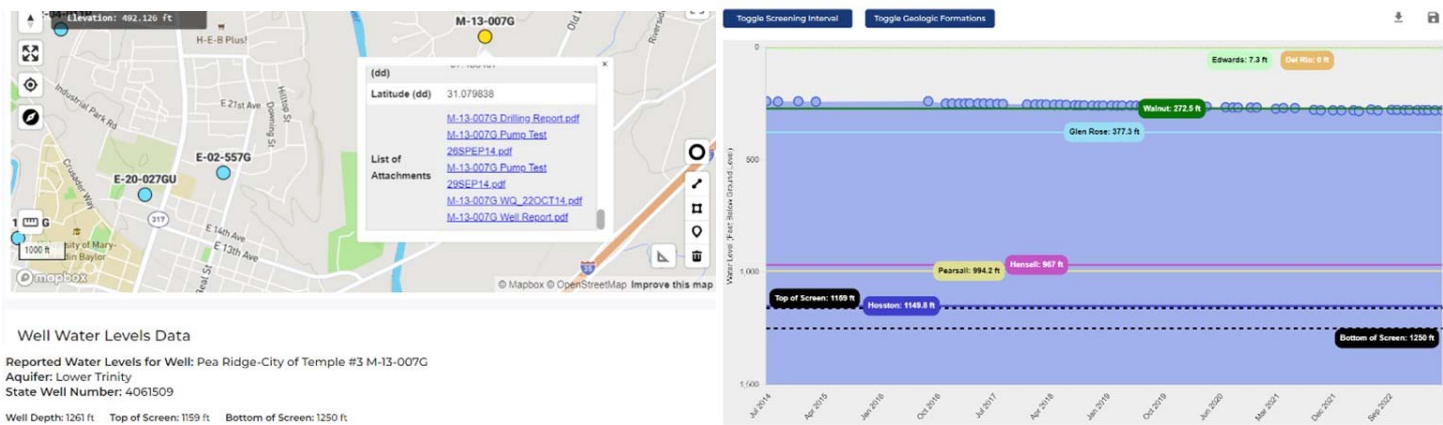 Elevation: 492.126 ft
H-E-B Plus!
M-13-007G
Old
Riverside
Industrial Park Rd
E 21st Ave
Downing St
Hilltop St
E-02-557G
E-20-027GU
Crusader Way
317
E 14th Ave
E 13th Ave
Beal St
G
1000 ft
mapbox
35
© Mapbox © OpenStreetMap Improve this map
×
(dd)
Latitude (dd) 31.079838
List of Attachments
M-13-007G Drilling Report.pdf
M-13-007G Pump Test
26SPEP14.pdf
M-13-007G Pump Test
29SEP14.pdf
M-13-007G WQ_22OCT14.pdf
M-13-007G Well Report.pdf
Well Water Levels Data
Reported Water Levels for Well: Pea Ridge-City of Temple #3 M-13-007G
Aquifer: Lower Trinity
State Well Number: 4061509
Well Depth: 1261 ft Top of Screen: 1159 ft Bottom of Screen: 1250 ft
Toggle Screening Interval Toggle Geologic Formations
Water Level (Feet Below Ground Level)
0
500
1,000
1,500
Edwards: 7.3 ft
Del Rio: 0 ft
Walnut: 272.5 ft
Glen Rose: 377.3 ft
Hensell: 967 ft
Pearsall: 994.2 ft
Top of Screen: 1159 ft
Hosston: 1149.8 ft
Bottom of Screen: 1250 ft
Jul 2014
Apr 2015
Jan 2016
Oct 2016
Jul 2017
Apr 2018
Jan 2019
Oct 2019
Jun 2020
Mar 2021
Dec 2021
Sep 2022